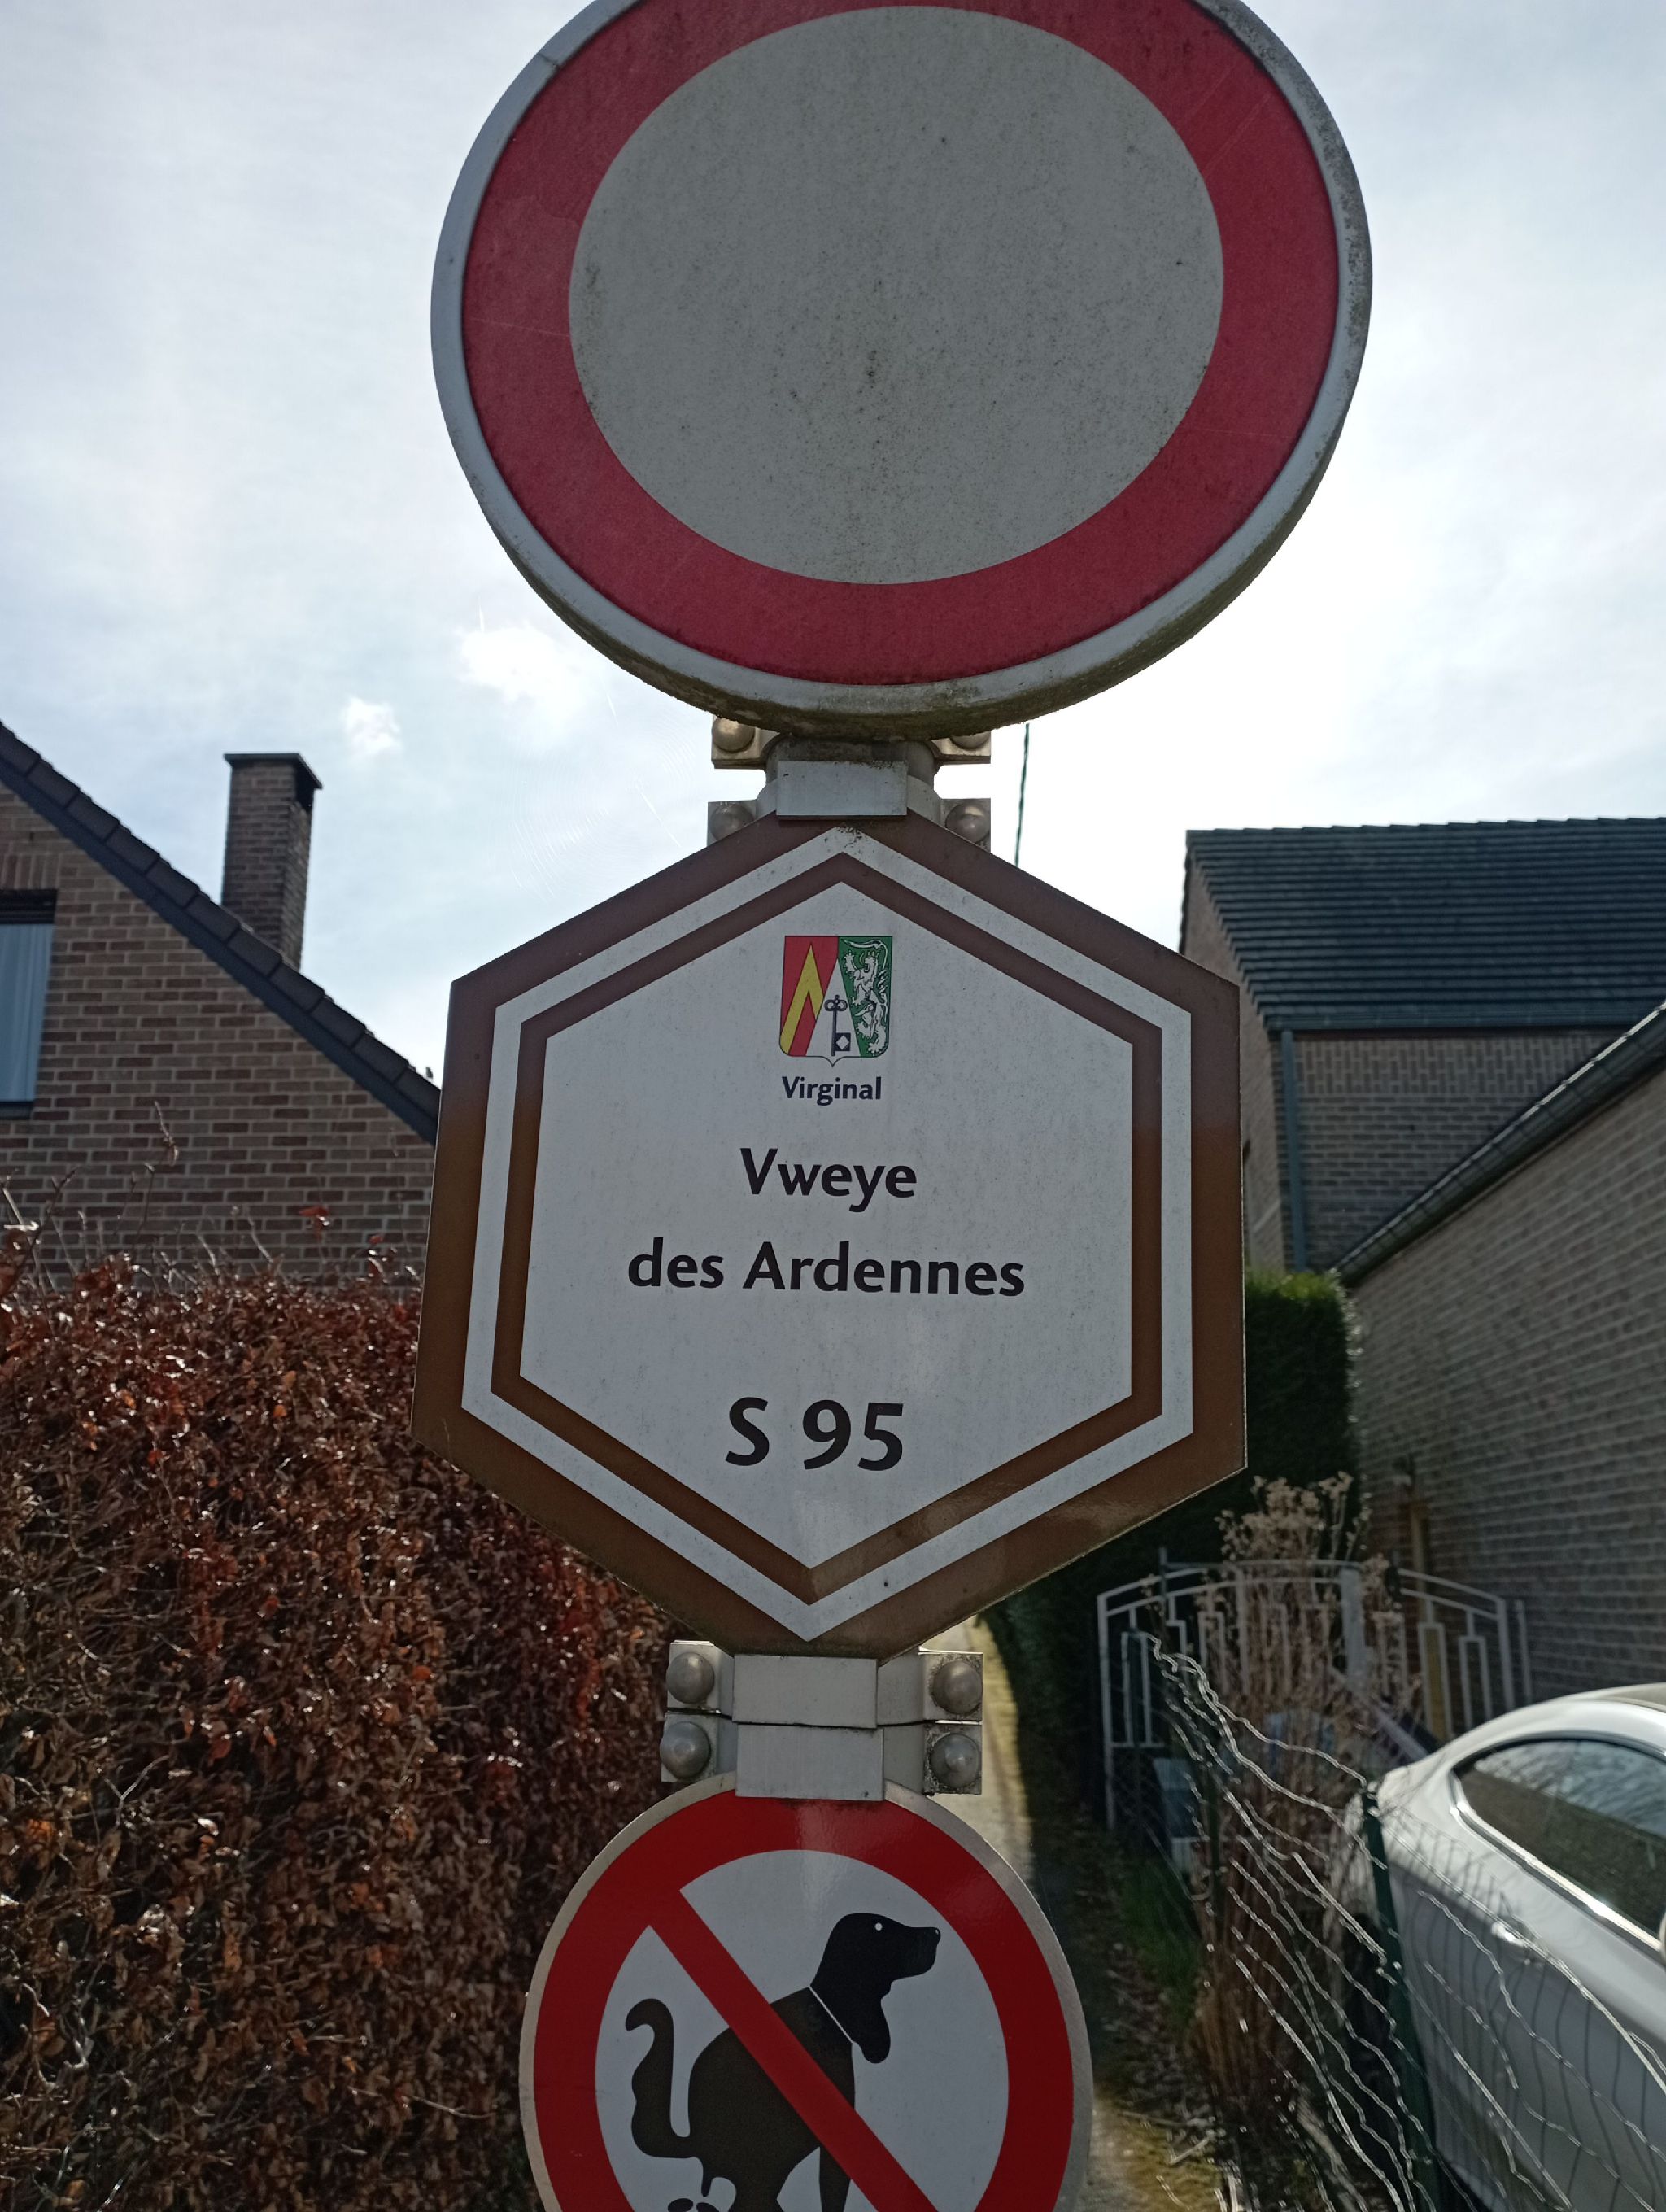 Virginal
Vweye
des Ardennes
S 95